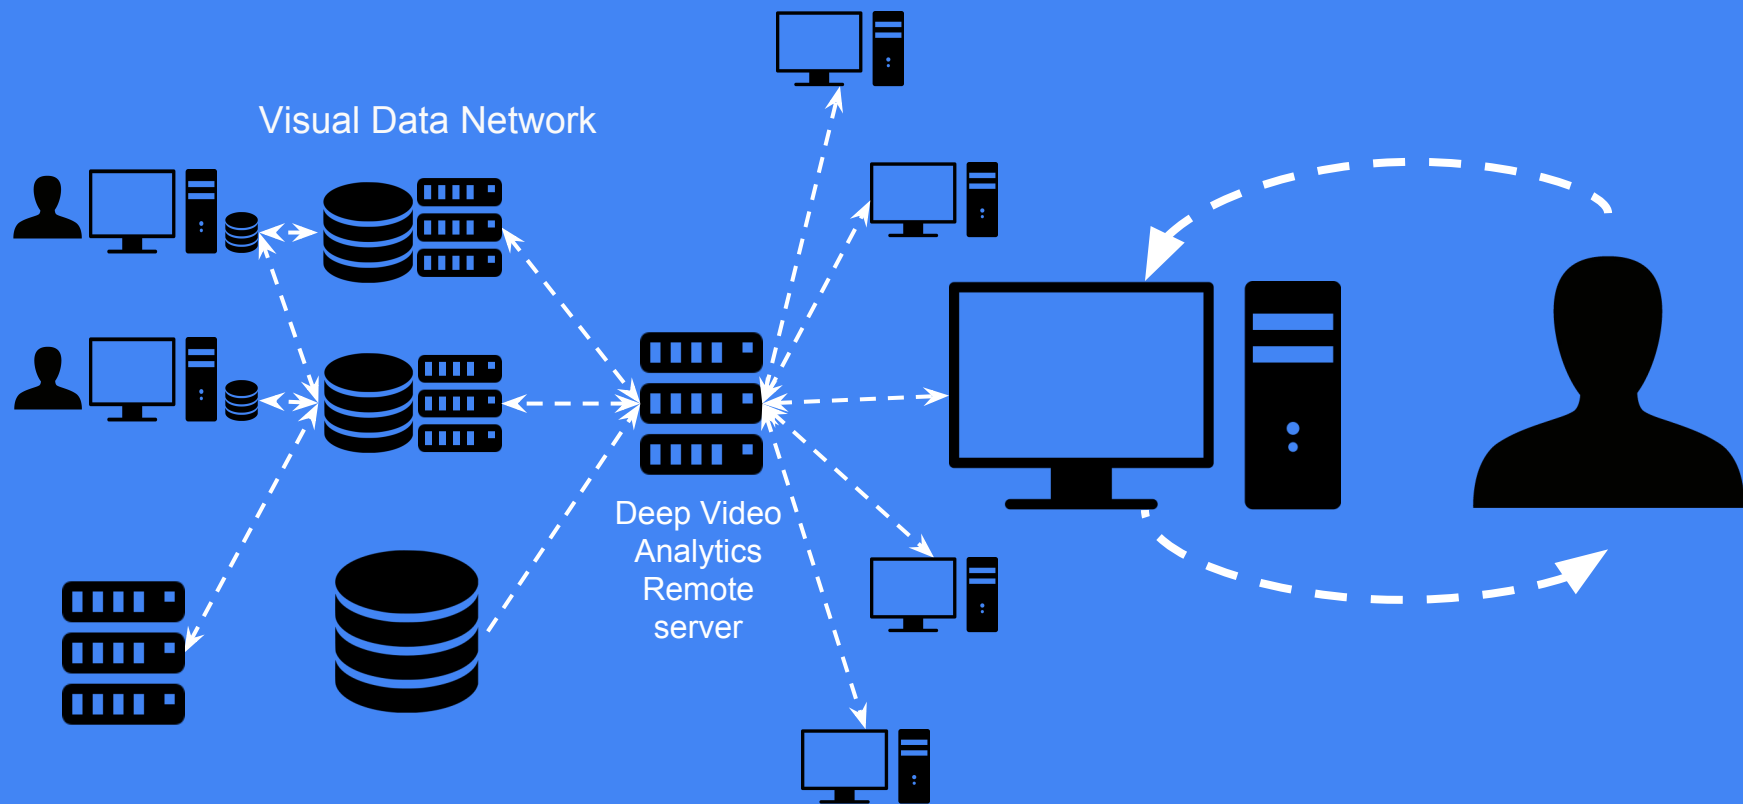 Visual Data Network
Deep Video
Analytics
Remote
server